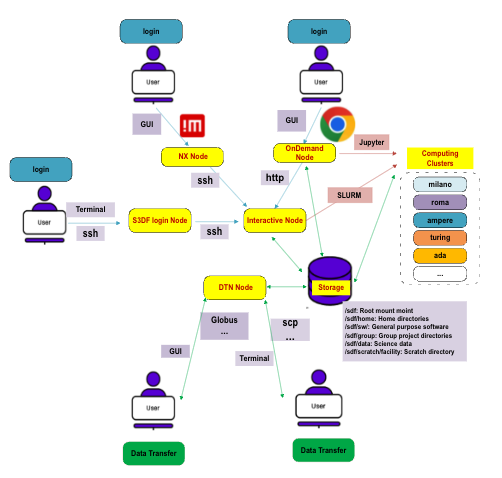 login
login
User
User
GUI
!M
GUI
Jupyter
NX Node
OnDemand
Node
Computing
Clusters
login
ssh
http
milano
SLURM
roma
User
Terminal
ssh
S3DF login Node
ssh
Interactive Node
ampere
turing
ada
...
DTN Node
Storage
Globus
...
scp
...
/sdf: Root mount moint
/sdf/home: Home directories
/sdf/sw/: General purpose software
/sdf/group: Group project directories
/sdf/data: Science data
/sdf/scratch/facility: Scratch directory
GUI
Terminal
User
User
Data Transfer
Data Transfer